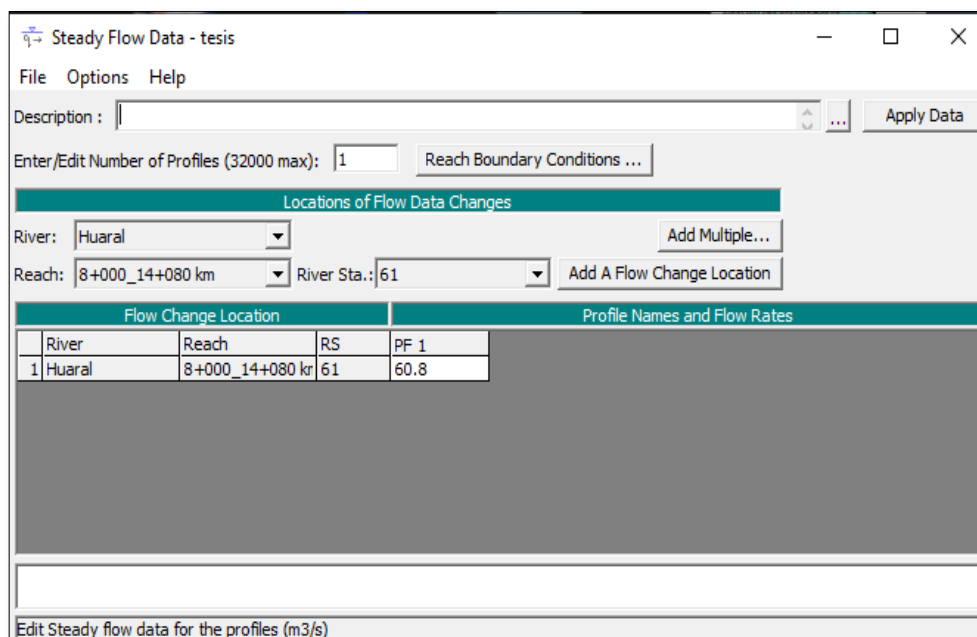 Steady Flow Data - tesis
File Options Help
Description :
... Apply Data
Enter/Edit Number of Profiles (32000 max): 1 Reach Boundary Conditions ...
Locations of Flow Data Changes
River: Huaral Add Multiple...
Reach: 8+000_14+080 km River Sta.: 61 Add A Flow Change Location
Flow Change Location Profile Names and Flow Rates
River Reach RS PF 1
1 Huaral 8+000_14+080 kr 61 60.8
Edit Steady flow data for the profiles (m3/s)